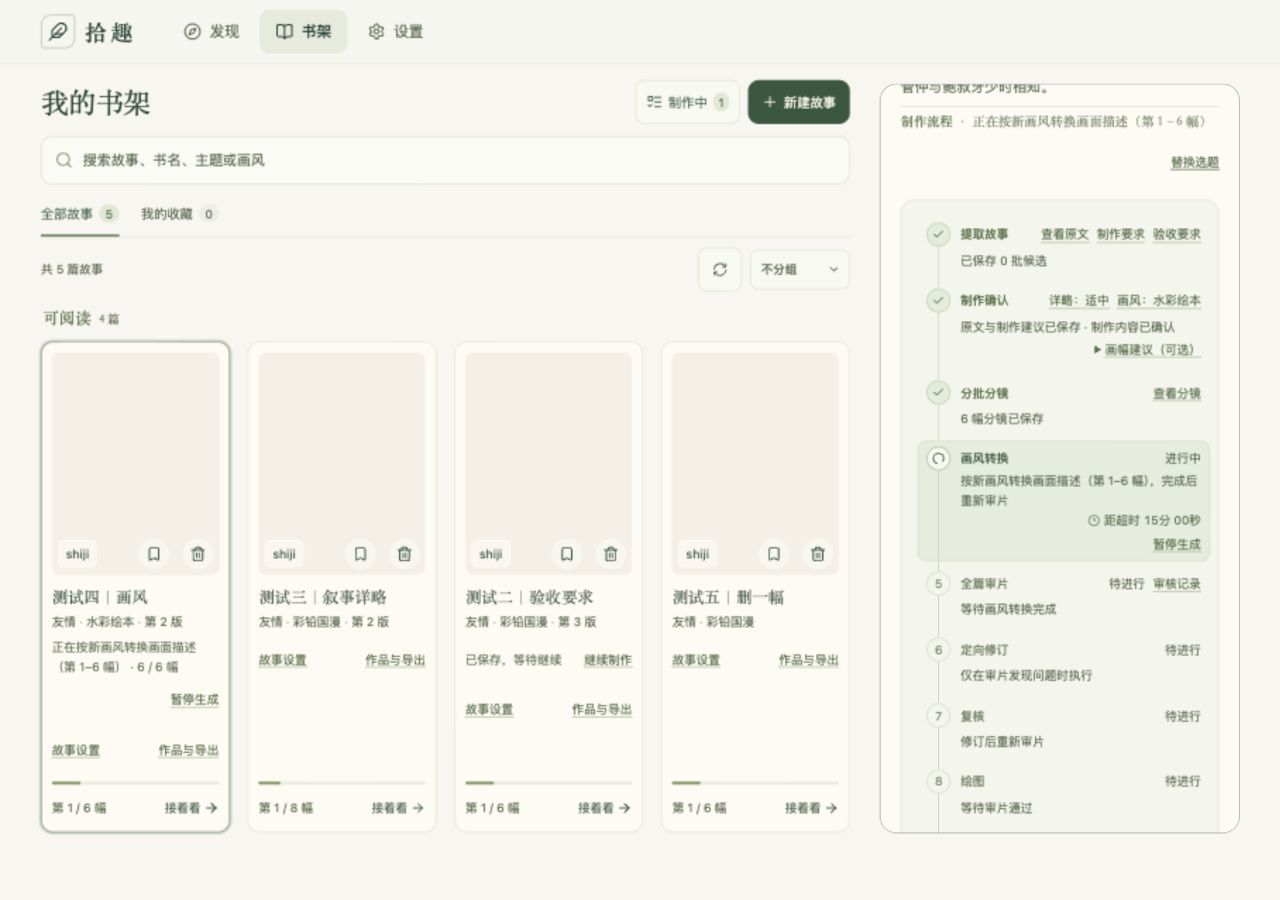 拾趣
发现
书架
设置
我的书架
制作中 1
+ 新建故事
搜索故事、书名、主题或画风
全部故事 5
我的收藏 0
共 5 篇故事
不分组
可阅读 4 篇
shiji
测试四｜画风
友情 · 水彩绘本 · 第 2 版
正在按新画风转换画面描述
（第 1–6 幅） · 6 / 6 幅
暂停生成
故事设置
作品与导出
第 1 / 6 幅
接着看 →
shiji
测试三｜叙事详略
友情 · 彩铅国漫 · 第 2 版
故事设置
作品与导出
第 1 / 8 幅
接着看 →
shiji
测试二｜验收要求
友情 · 彩铅国漫 · 第 3 版
已保存，等待继续
继续制作
故事设置
作品与导出
第 1 / 6 幅
接着看 →
shiji
测试五｜删一幅
友情 · 彩铅国漫
故事设置
作品与导出
第 1 / 6 幅
接着看 →
管仲与鲍叔牙少时相知。
制作流程 · 正在按新画风转换画面描述（第 1 – 6 幅）
替换选题
提取故事
查看原文 制作要求 验收要求
已保存 0 批候选
制作确认
详略：适中 画风：水彩绘本
原文与制作建议已保存 · 制作内容已确认
▶ 画幅建议（可选）
分批分镜
查看分镜
6 幅分镜已保存
画风转换
进行中
按新画风转换画面描述（第 1–6 幅），完成后
重新审片
距超时 15分 00秒
暂停生成
5 全篇审片
待进行 审核记录
等待画风转换完成
6 定向修订
待进行
仅在审片发现问题时执行
7 复核
待进行
修订后重新审片
8 绘图
待进行
等待审片通过